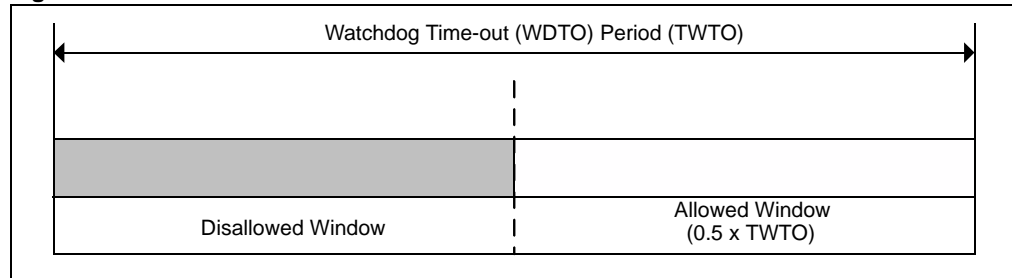 Watchdog Time-out (WDTO) Period (TWTO)
Disallowed Window
Allowed Window
(0.5 x TWTO)